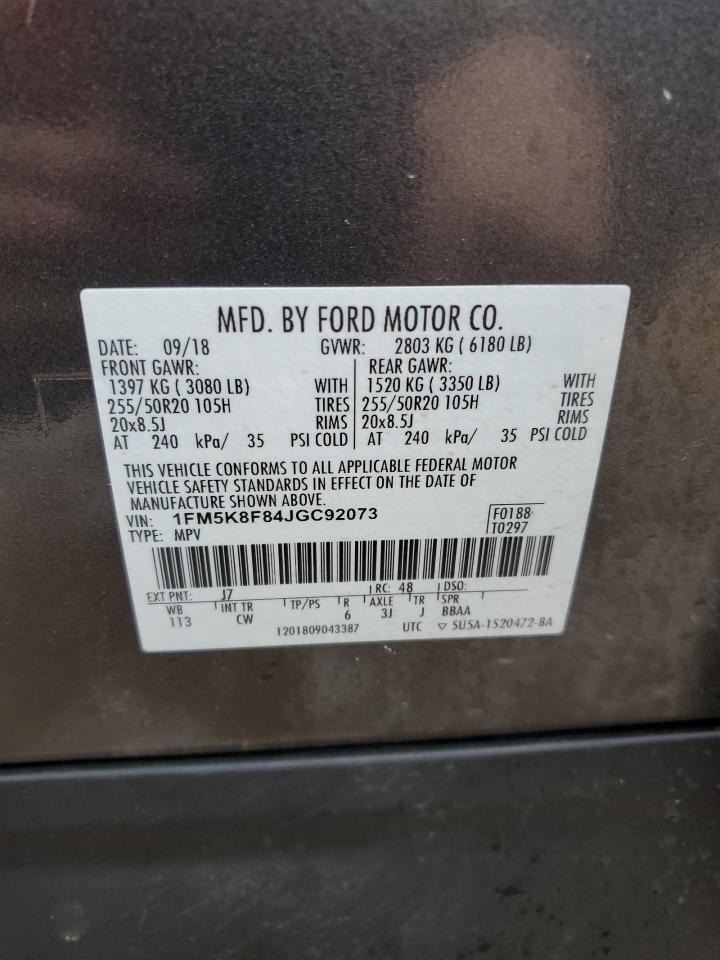 MFD. BY FORD MOTOR CO.
DATE: 09/18 GVWR: 2803 KG ( 6180 LB)
FRONT GAWR: REAR GAWR:
1397 KG ( 3080 LB) WITH 1520 KG ( 3350 LB) WITH
255/50R20 105H TIRES 255/50R20 105H TIRES
20x8.5J RIMS 20x8.5J RIMS
AT 240 kPa/ 35 PSI COLD AT 240 kPa/ 35 PSI COLD
THIS VEHICLE CONFORMS TO ALL APPLICABLE FEDERAL MOTOR
VEHICLE SAFETY STANDARDS IN EFFECT ON THE DATE OF
MANUFACTURE SHOWN ABOVE.
VIN: 1FM5K8F84JGC92073 F0188
TYPE: MPV T0297
EXT PNT: J7 RC: 48 DSO:
WB INT TR TP/PS R AXLE TR SPR
113 CW 6 3J J BBAA
1201809043387 UTC ▽ 5U5A-1520472-BA